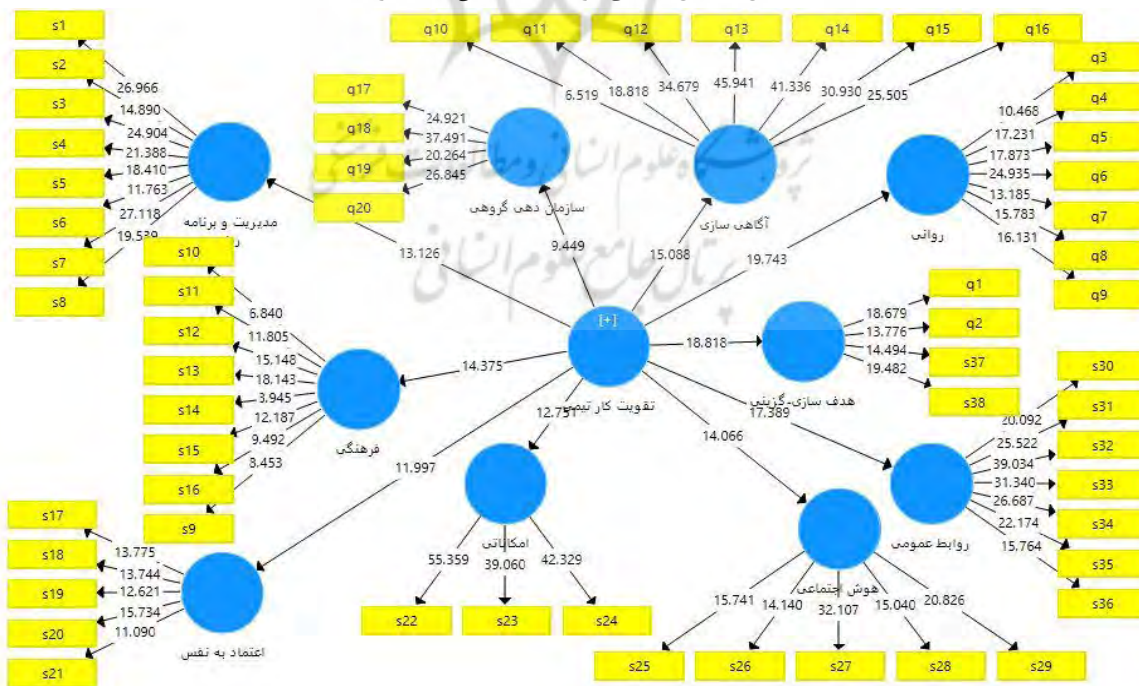 s1
s2
s3
s4
s5
s6
s7
s8
26.966
14.890
24.904
21.388
18.410
11.763
27.118
19.539
مدیریت و برنامه
q10
q11
q12
q13
q14
q15
q16
6.519
18.818
34.679
45.941
41.336
30.930
25.505
آگاهی سازی
q17
q18
q19
q20
24.921
37.491
20.264
26.845
سازمان دهی گروهی
q3
q4
q5
q6
q7
q8
q9
10.468
17.231
17.873
24.935
13.185
15.783
16.131
روانی
پژوهشگاه علوم انسانی و مطالعات فرهنگی
پرتال جامع علوم انسانی
13.126
9.449
15.088
19.743
18.818
17.389
14.066
12.751
11.997
14.375
[+]
تقویت کار تیمی
q1
q2
s37
s38
18.679
13.776
14.494
19.482
هدف سازی-گزینی
s10
s11
s12
s13
s14
s15
s16
s9
6.840
11.805
15.148
18.143
3.945
12.187
9.492
8.453
فرهنگی
s30
s31
s32
s33
s34
s35
s36
20.092
25.522
39.034
31.340
26.687
22.174
15.764
روابط عمومی
s17
s18
s19
s20
s21
13.775
13.744
12.621
15.734
11.090
اعتماد به نفس
امکاناتی
55.359
39.060
42.329
s22
s23
s24
هوش اجتماعی
15.741
14.140
32.107
15.040
20.826
s25
s26
s27
s28
s29